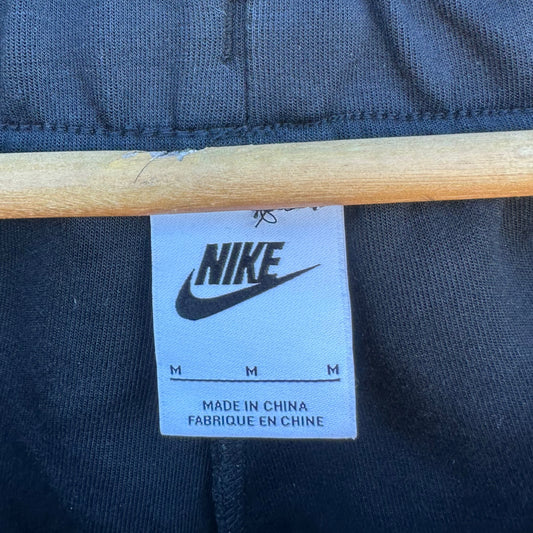 NIKE
M M M
MADE IN CHINA
FABRIQUE EN CHINE